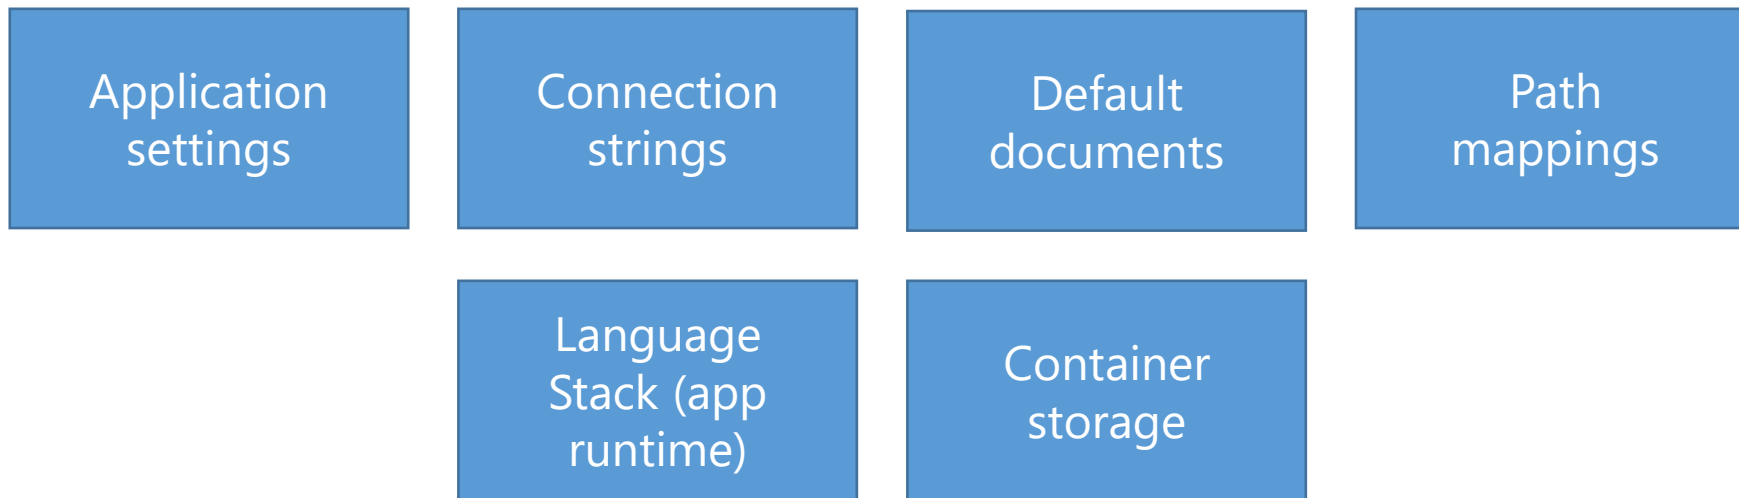 Application
settings
Connection
strings
Default
documents
Path
mappings
Language
Stack (app
runtime)
Container
storage